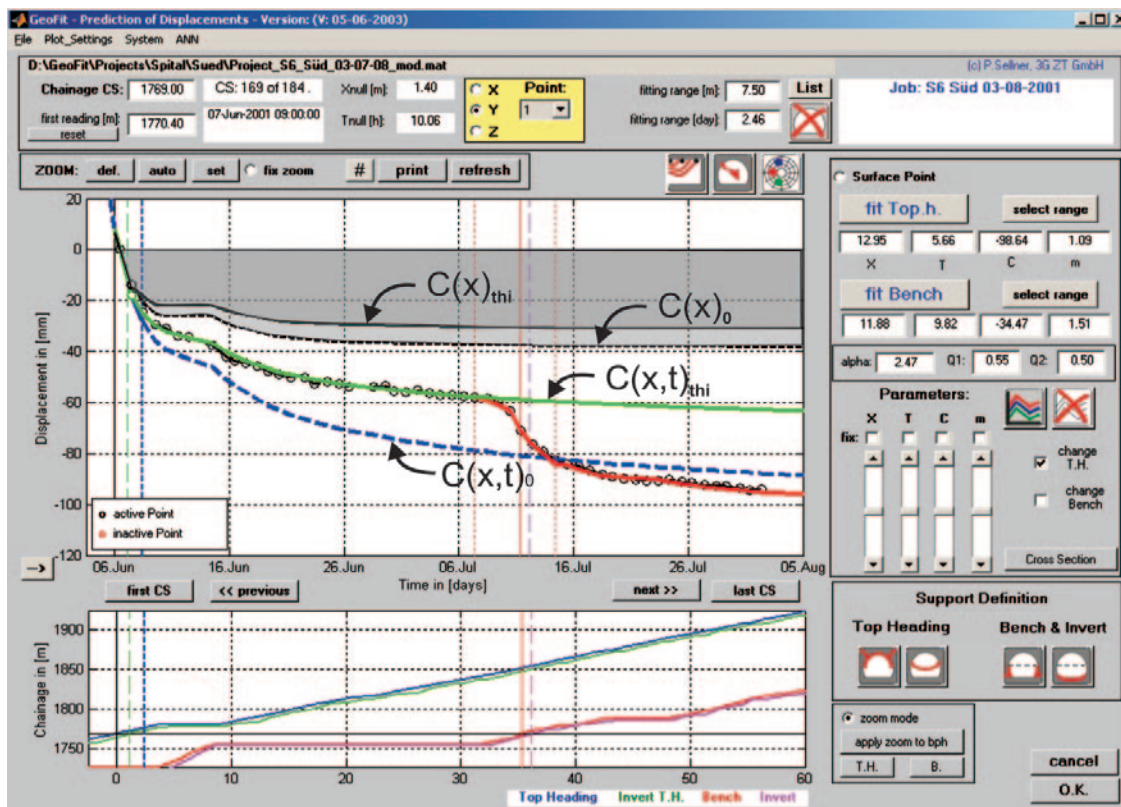 GeoFit - Prediction of Displacements - Version: (V: 05-06-2003)
File Plot_Settings System ANN
D:\GeoFit\Projects\Spital\Sued\Project_S6_Süd_03-07-08_mod.mat
(c) P.Sellner, 3G ZT GmbH
Chainage CS: 1769.00 CS: 169 of 184 . Xnull [m]: 1.40 X Point: fitting range [m]: 7.50 List Job: S6 Süd 03-08-2001
first reading [m]: 1770.40 07-Jun-2001 09:00:00 Tnull [h]: 10.06 Y 1 fitting range [day]: 2.46
reset Z
ZOOM: def. auto set fix zoom # print refresh
Surface Point
fit Top.h. select range
12.95 5.66 -98.64 1.09
X T C m
fit Bench select range
11.88 9.82 -34.47 1.51
alpha: 2.47 Q1: 0.55 Q2: 0.50
Parameters:
X T C m
fix:
change T.H.
change Bench
Cross Section
20
0
-20
-40
-60
-80
-100
-120
Displacement in [mm]
C(x)thi
C(x)0
C(x,t)thi
C(x,t)0
active Point
inactive Point
06.Jun 16.Jun 26.Jun 06.Jul 16.Jul 26.Jul 05.Aug
-->
Time in [days]
first CS << previous next >> last CS
1900
1850
1800
1750
Chainage in [m]
0 10 20 30 40 50 60
Top Heading Invert T.H. Bench Invert
Support Definition
Top Heading Bench & Invert
zoom mode
apply zoom to bph
T.H. B.
cancel
O.K.